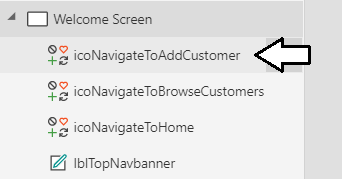 Welcome Screen
icoNavigateToAddCustomer
icoNavigateToBrowseCustomers
icoNavigateToHome
lblTopNavbanner